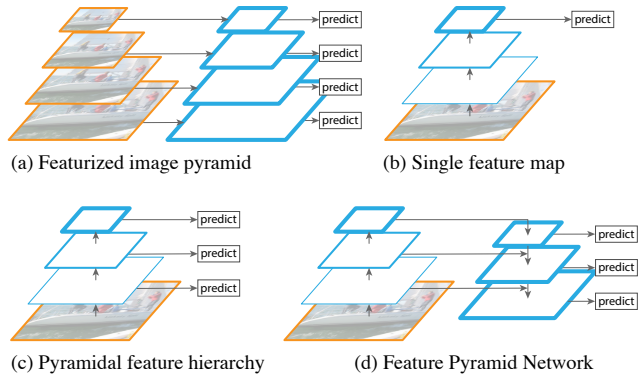 predict
predict
predict
predict
predict
(a) Featurized image pyramid
(b) Single feature map
predict
predict
predict
predict
predict
predict
(c) Pyramidal feature hierarchy
(d) Feature Pyramid Network